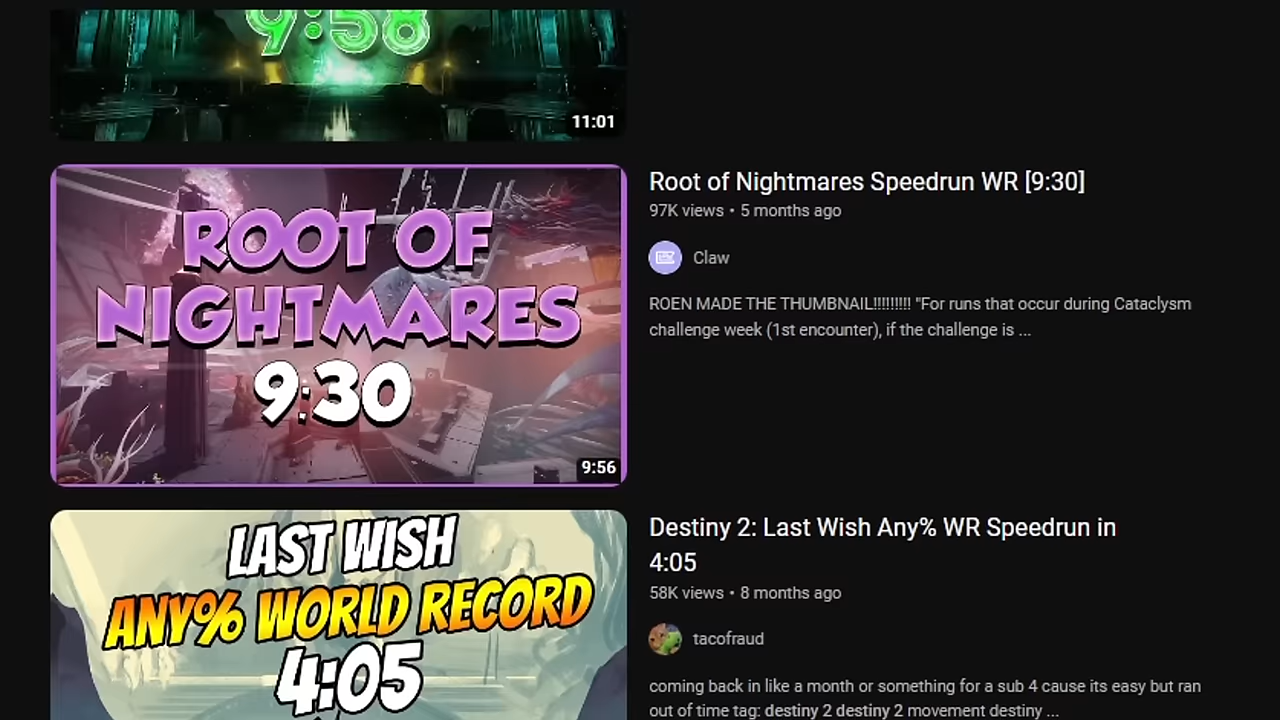 9:58
11:01
ROOT OF
NIGHTMARES
9:30
9:56
Root of Nightmares Speedrun WR [9:30]
97K views • 5 months ago
Claw
ROEN MADE THE THUMBNAIL!!!!!!!!! "For runs that occur during Cataclysm
challenge week (1st encounter), if the challenge is ...
LAST WISH
ANY% WORLD RECORD
4:05
Destiny 2: Last Wish Any% WR Speedrun in
4:05
58K views • 8 months ago
tacofraud
coming back in like a month or something for a sub 4 cause its easy but ran
out of time tag: destiny 2 destiny 2 movement destiny ...